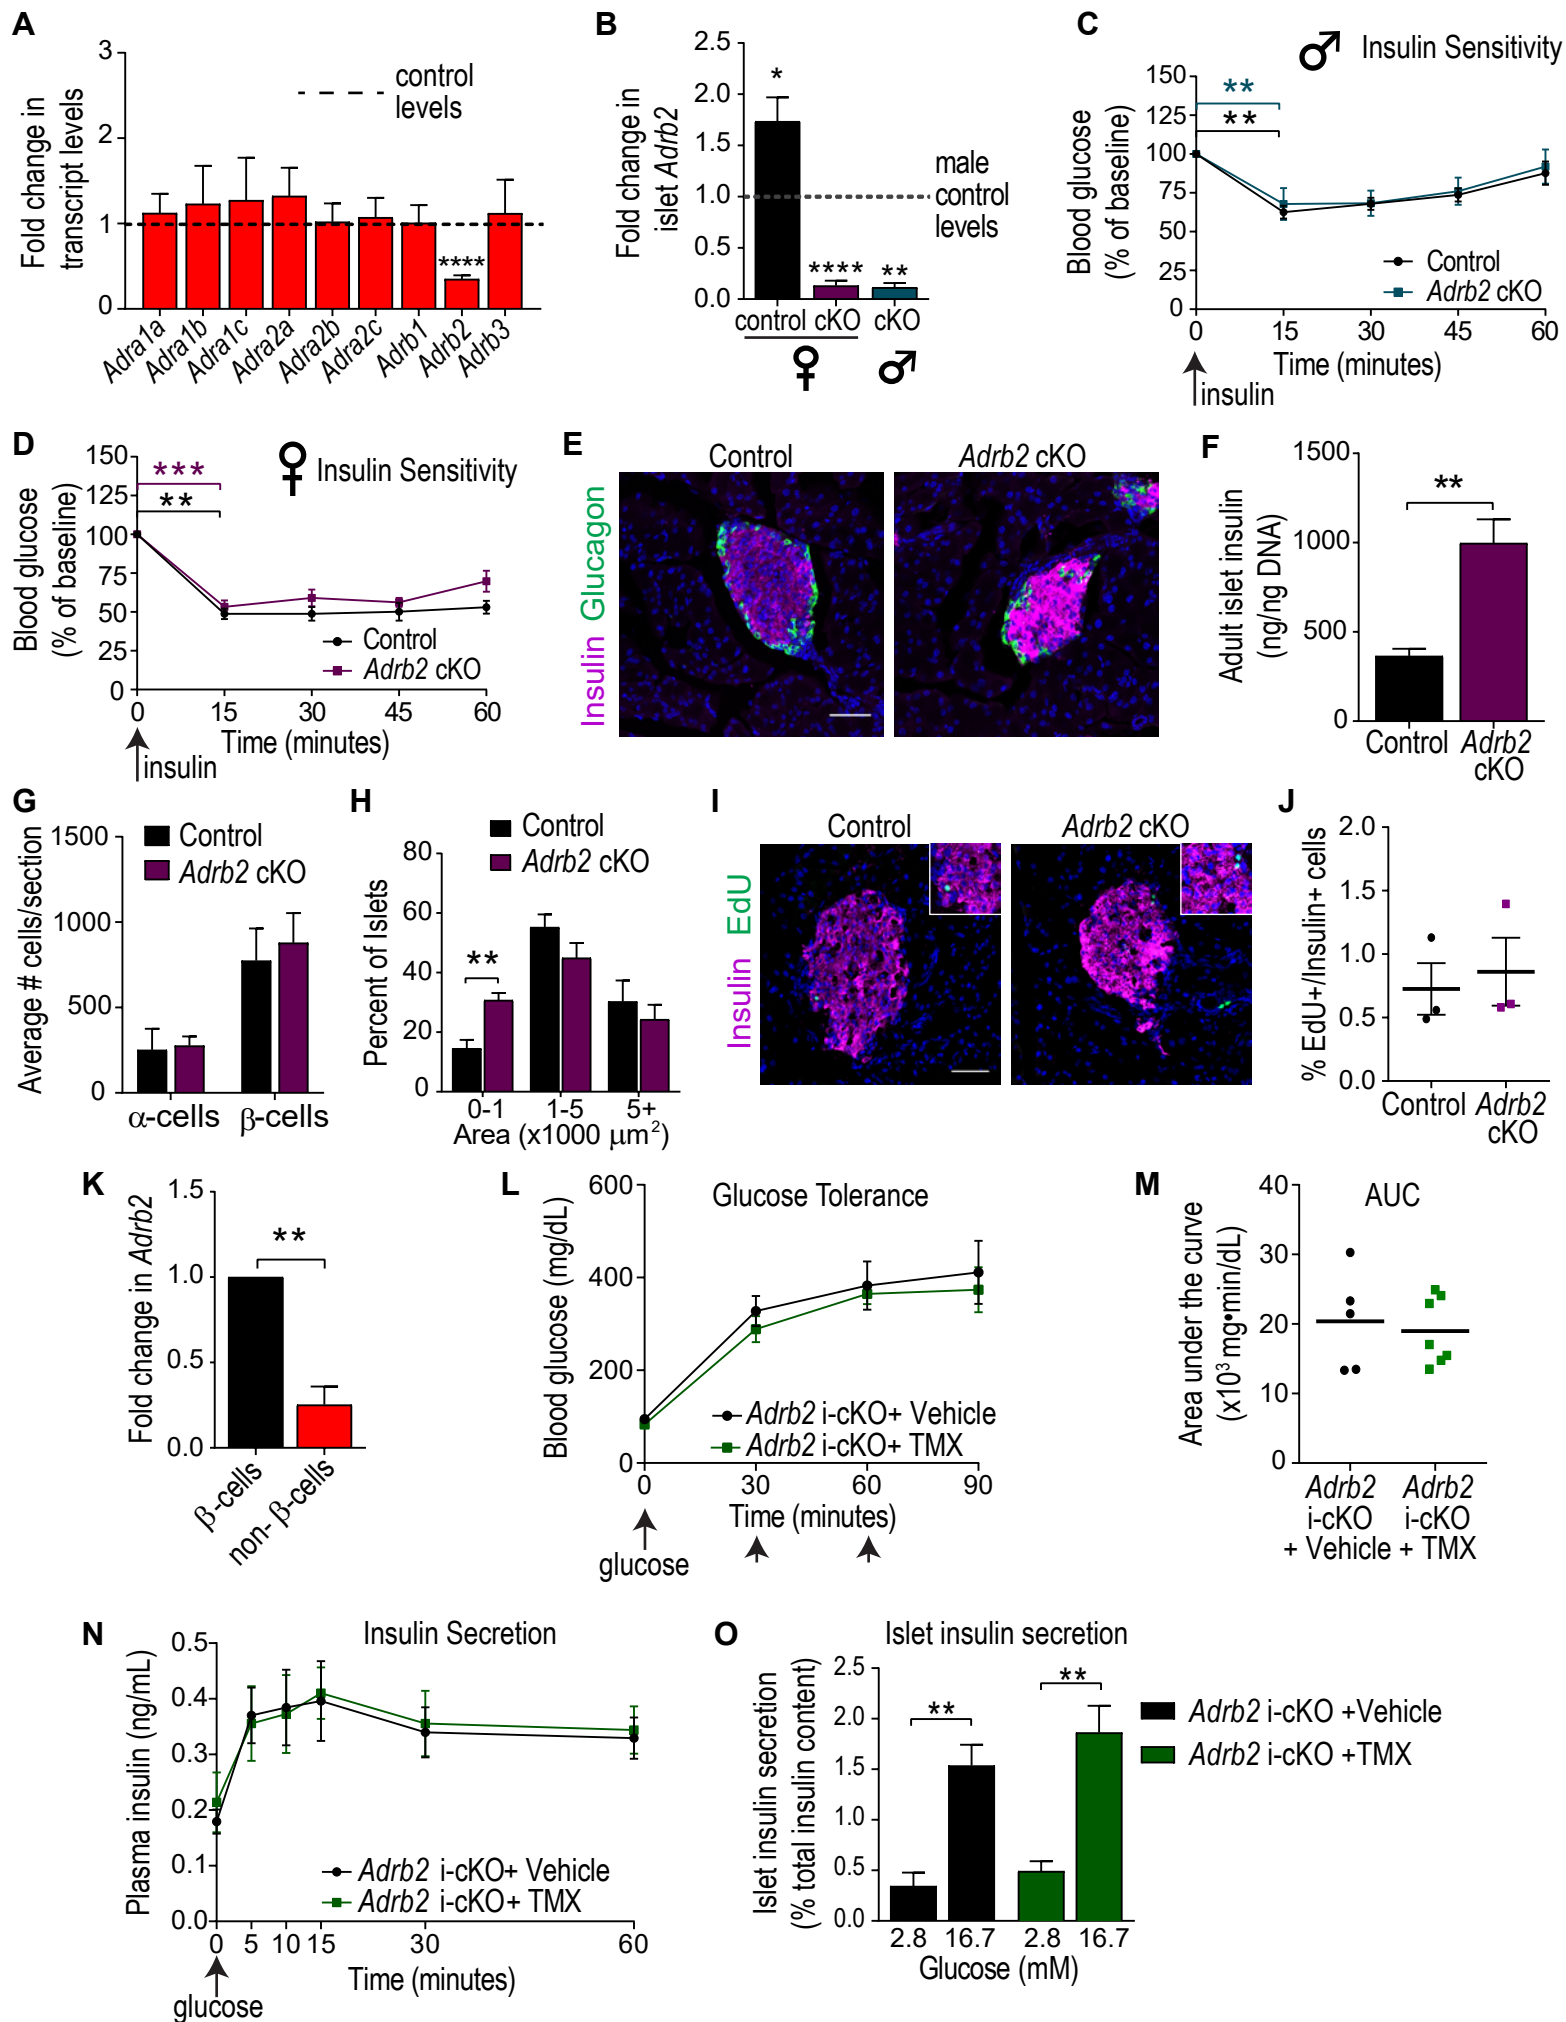 A
Fold change in
transcript levels
3
2
1
0
control
levels
****
Adra1a
Adra1b
Adra1c
Adra2a
Adra2b
Adra2c
Adrb1
Adrb2
Adrb3
B
Fold change in
islet Adrb2
2.5
2.0
1.5
1.0
0.5
0.0
*
****
**
male
control
levels
control cKO cKO
♀ ♂
C
♂ Insulin Sensitivity
Blood glucose
(% of baseline)
150
100
50
25
0
**
**
Control
Adrb2 cKO
0 15 30 45 60
Time (minutes)
insulin
D
♀ Insulin Sensitivity
Blood glucose
(% of baseline)
150
125
100
75
50
25
0
***
**
Control
Adrb2 cKO
0 15 30 45 60
Time (minutes)
insulin
E
Control Adrb2 cKO
Insulin Glucagon
F
Adult islet insulin
(ng/ng DNA)
1500
1000
500
0
**
Control Adrb2
cKO
G
Average # cells/section
1500
1000
500
0
Control
Adrb2 cKO
α-cells β-cells
H
Percent of Islets
80
60
40
20
0
Control
Adrb2 cKO
**
0-1 1-5 5+
Area (x1000 µm²)
I
Control Adrb2 cKO
Insulin EdU
J
% EdU+/Insulin+ cells
2.0
1.5
1.0
0.5
0.0
Control Adrb2
cKO
K
Fold change in Adrb2
1.5
1.0
0.5
0.0
**
β-cells
non- β-cells
L
Glucose Tolerance
Blood glucose (mg/dL)
600
400
200
0
Adrb2 i-cKO+ Vehicle
Adrb2 i-cKO+ TMX
0 30 60 90
Time (minutes)
glucose
M
AUC
Area under the curve
(x10³ mg•min/dL)
40
30
20
10
0
Adrb2 Adrb2
i-cKO i-cKO
+ Vehicle + TMX
N
Insulin Secretion
Plasma insulin (ng/mL)
0.5
0.4
0.3
0.2
0.1
0.0
Adrb2 i-cKO+ Vehicle
Adrb2 i-cKO+ TMX
0 5 10 15 30 60
Time (minutes)
glucose
O
Islet insulin secretion
Islet insulin secretion
(% total insulin content)
2.5
2.0
1.5
1.0
0.5
0.0
**
**
Adrb2 i-cKO +Vehicle
Adrb2 i-cKO +TMX
2.8 16.7 2.8 16.7
Glucose (mM)